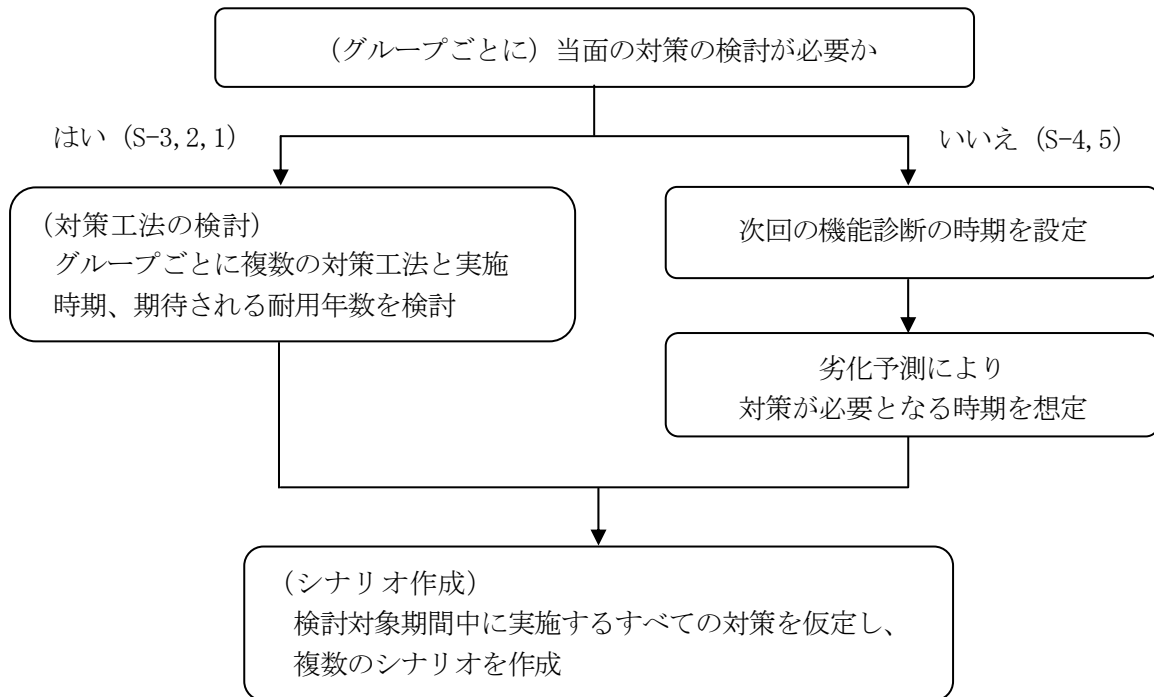 (グループごとに) 当面の対策の検討が必要か
はい (S-3,2,1)
いいえ (S-4,5)
(対策工法の検討)
グループごとに複数の対策工法と実施
時期、期待される耐用年数を検討
次回の機能診断の時期を設定
劣化予測により
対策が必要となる時期を想定
(シナリオ作成)
検討対象期間中に実施するすべての対策を仮定し、
複数のシナリオを作成